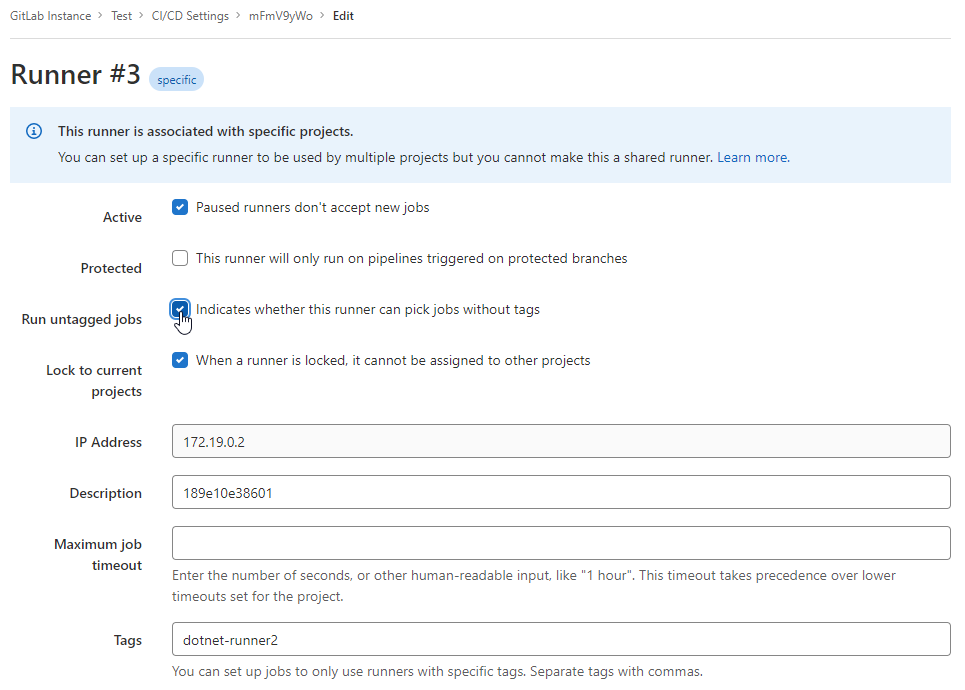 GitLab Instance > Test > CI/CD Settings > mFmV9yWo > Edit
Runner #3 specific
This runner is associated with specific projects.
You can set up a specific runner to be used by multiple projects but you cannot make this a shared runner. Learn more.
Active
Paused runners don't accept new jobs
Protected
This runner will only run on pipelines triggered on protected branches
Run untagged jobs
Indicates whether this runner can pick jobs without tags
Lock to current
projects
When a runner is locked, it cannot be assigned to other projects
IP Address
172.19.0.2
Description
189e10e38601
Maximum job
timeout
Enter the number of seconds, or other human-readable input, like "1 hour". This timeout takes precedence over lower
timeouts set for the project.
Tags
dotnet-runner2
You can set up jobs to only use runners with specific tags. Separate tags with commas.